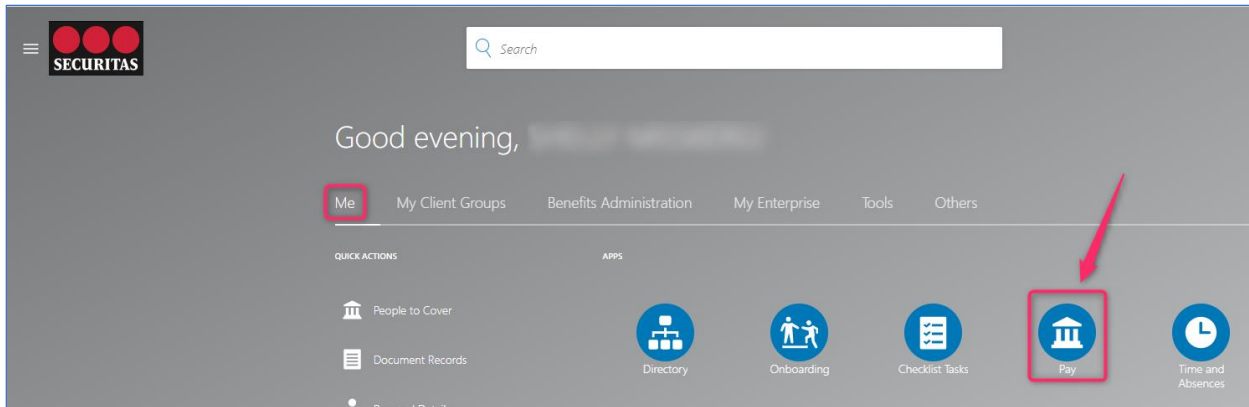 SECURITAS
Search
Good evening,
Me My Client Groups Benefits Administration My Enterprise Tools Others
QUICK ACTIONS APPS
People to Cover
Document Records
Directory Onboarding Checklist Tasks Pay Time and
Absences